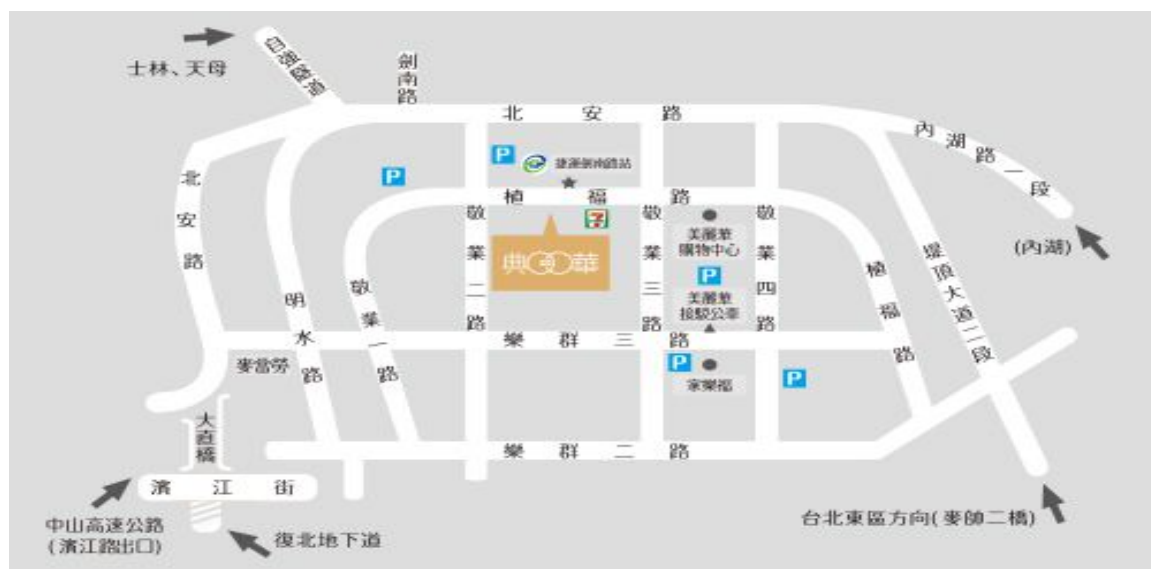 士林、天母
自強隧道
劍南路
北安路
內湖路一段
(內湖)
北安路
P
P
捷運劍南路站
植福路
7
典華
敬業二路
敬業三路
敬業四路
美麗華
購物中心
P
美麗華
接駁公車
植福路
堤頂大道二段
明水路
敬業一路
樂群三路
麥當勞
P
家樂福
P
大直橋
樂群二路
濱江街
中山高速公路
(濱江路出口)
復北地下道
台北東區方向(麥帥二橋)